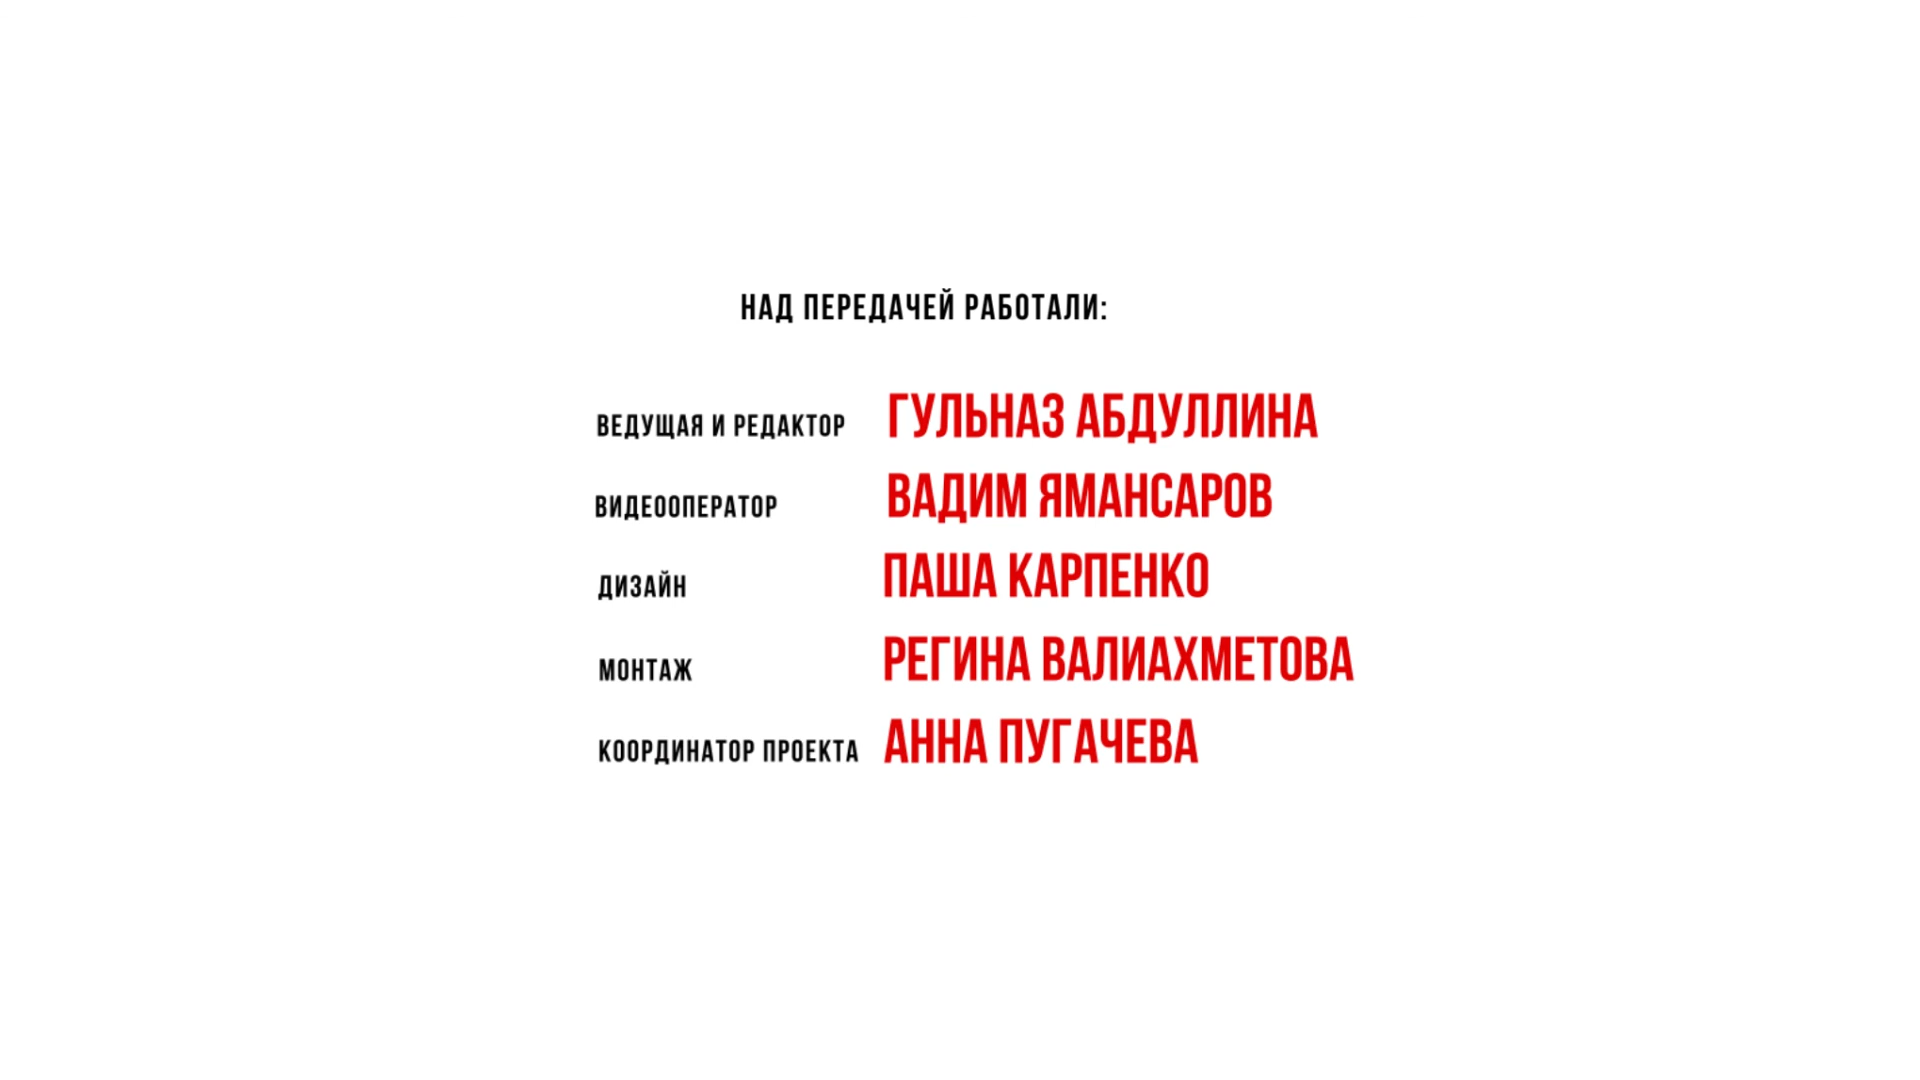 НАД ПЕРЕДАЧЕЙ РАБОТАЛИ:
ВЕДУЩАЯ И РЕДАКТОР ГУЛЬНАЗ АБДУЛЛИНА
ВИДЕООПЕРАТОР ВАДИМ ЯМАНСАРОВ
ДИЗАЙН ПАША КАРПЕНКО
МОНТАЖ РЕГИНА ВАЛИАХМЕТОВА
КООРДИНАТОР ПРОЕКТА АННА ПУГАЧЕВА